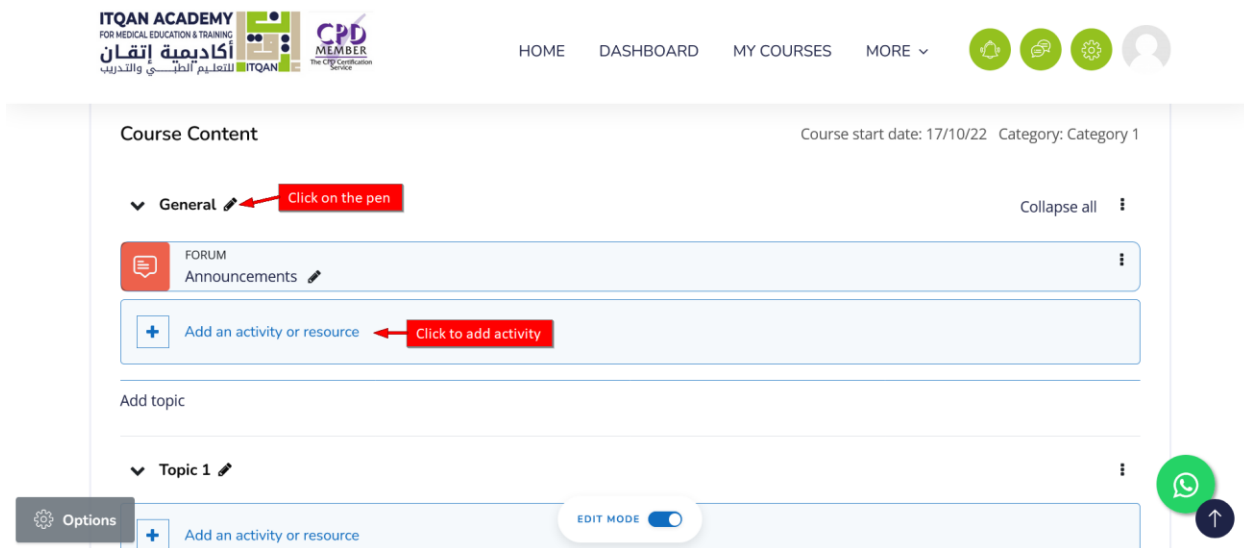 ITQAN ACADEMY
FOR MEDICAL EDUCATION & TRAINING
أكاديمية إتقـان
للتعلـيم الطبـــــي والتدريب
ITQAN
CPD
MEMBER
The CPD Certification
Service
HOME DASHBOARD MY COURSES MORE
Course Content
Course start date: 17/10/22 Category: Category 1
General
Click on the pen
Collapse all
FORUM
Announcements
Add an activity or resource
Click to add activity
Add topic
Topic 1
Options
EDIT MODE
Add an activity or resource